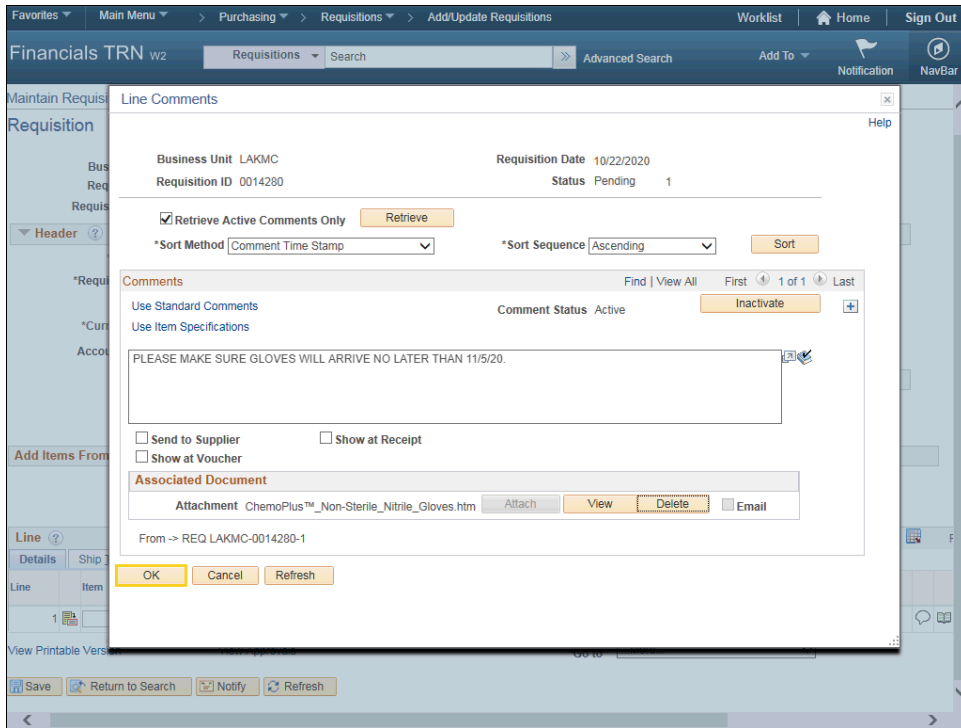 Favorites Main Menu > Purchasing > Requisitions > Add/Update Requisitions Worklist Home Sign Out
Financials TRN W2 Requisitions Search » Advanced Search Add To Notification NavBar
Line Comments
Help
Requisition
Business Unit LAKMC Requisition Date 10/22/2020
Requisition ID 0014280 Status Pending 1
Retrieve Active Comments Only Retrieve
Header
*Sort Method Comment Time Stamp *Sort Sequence Ascending Sort
Comments Find | View All First 1 of 1 Last
Use Standard Comments Comment Status Active Inactivate
Use Item Specifications
PLEASE MAKE SURE GLOVES WILL ARRIVE NO LATER THAN 11/5/20.
Send to Supplier Show at Receipt
Show at Voucher
Add Items From
Associated Document
Attachment ChemoPlus™_Non-Sterile_Nitrile_Gloves.htm Attach View Delete Email
From -> REQ LAKMC-0014280-1
Line
Details Ship
OK Cancel Refresh
Line Item
1
View Printable Version
Save Return to Search Notify Refresh